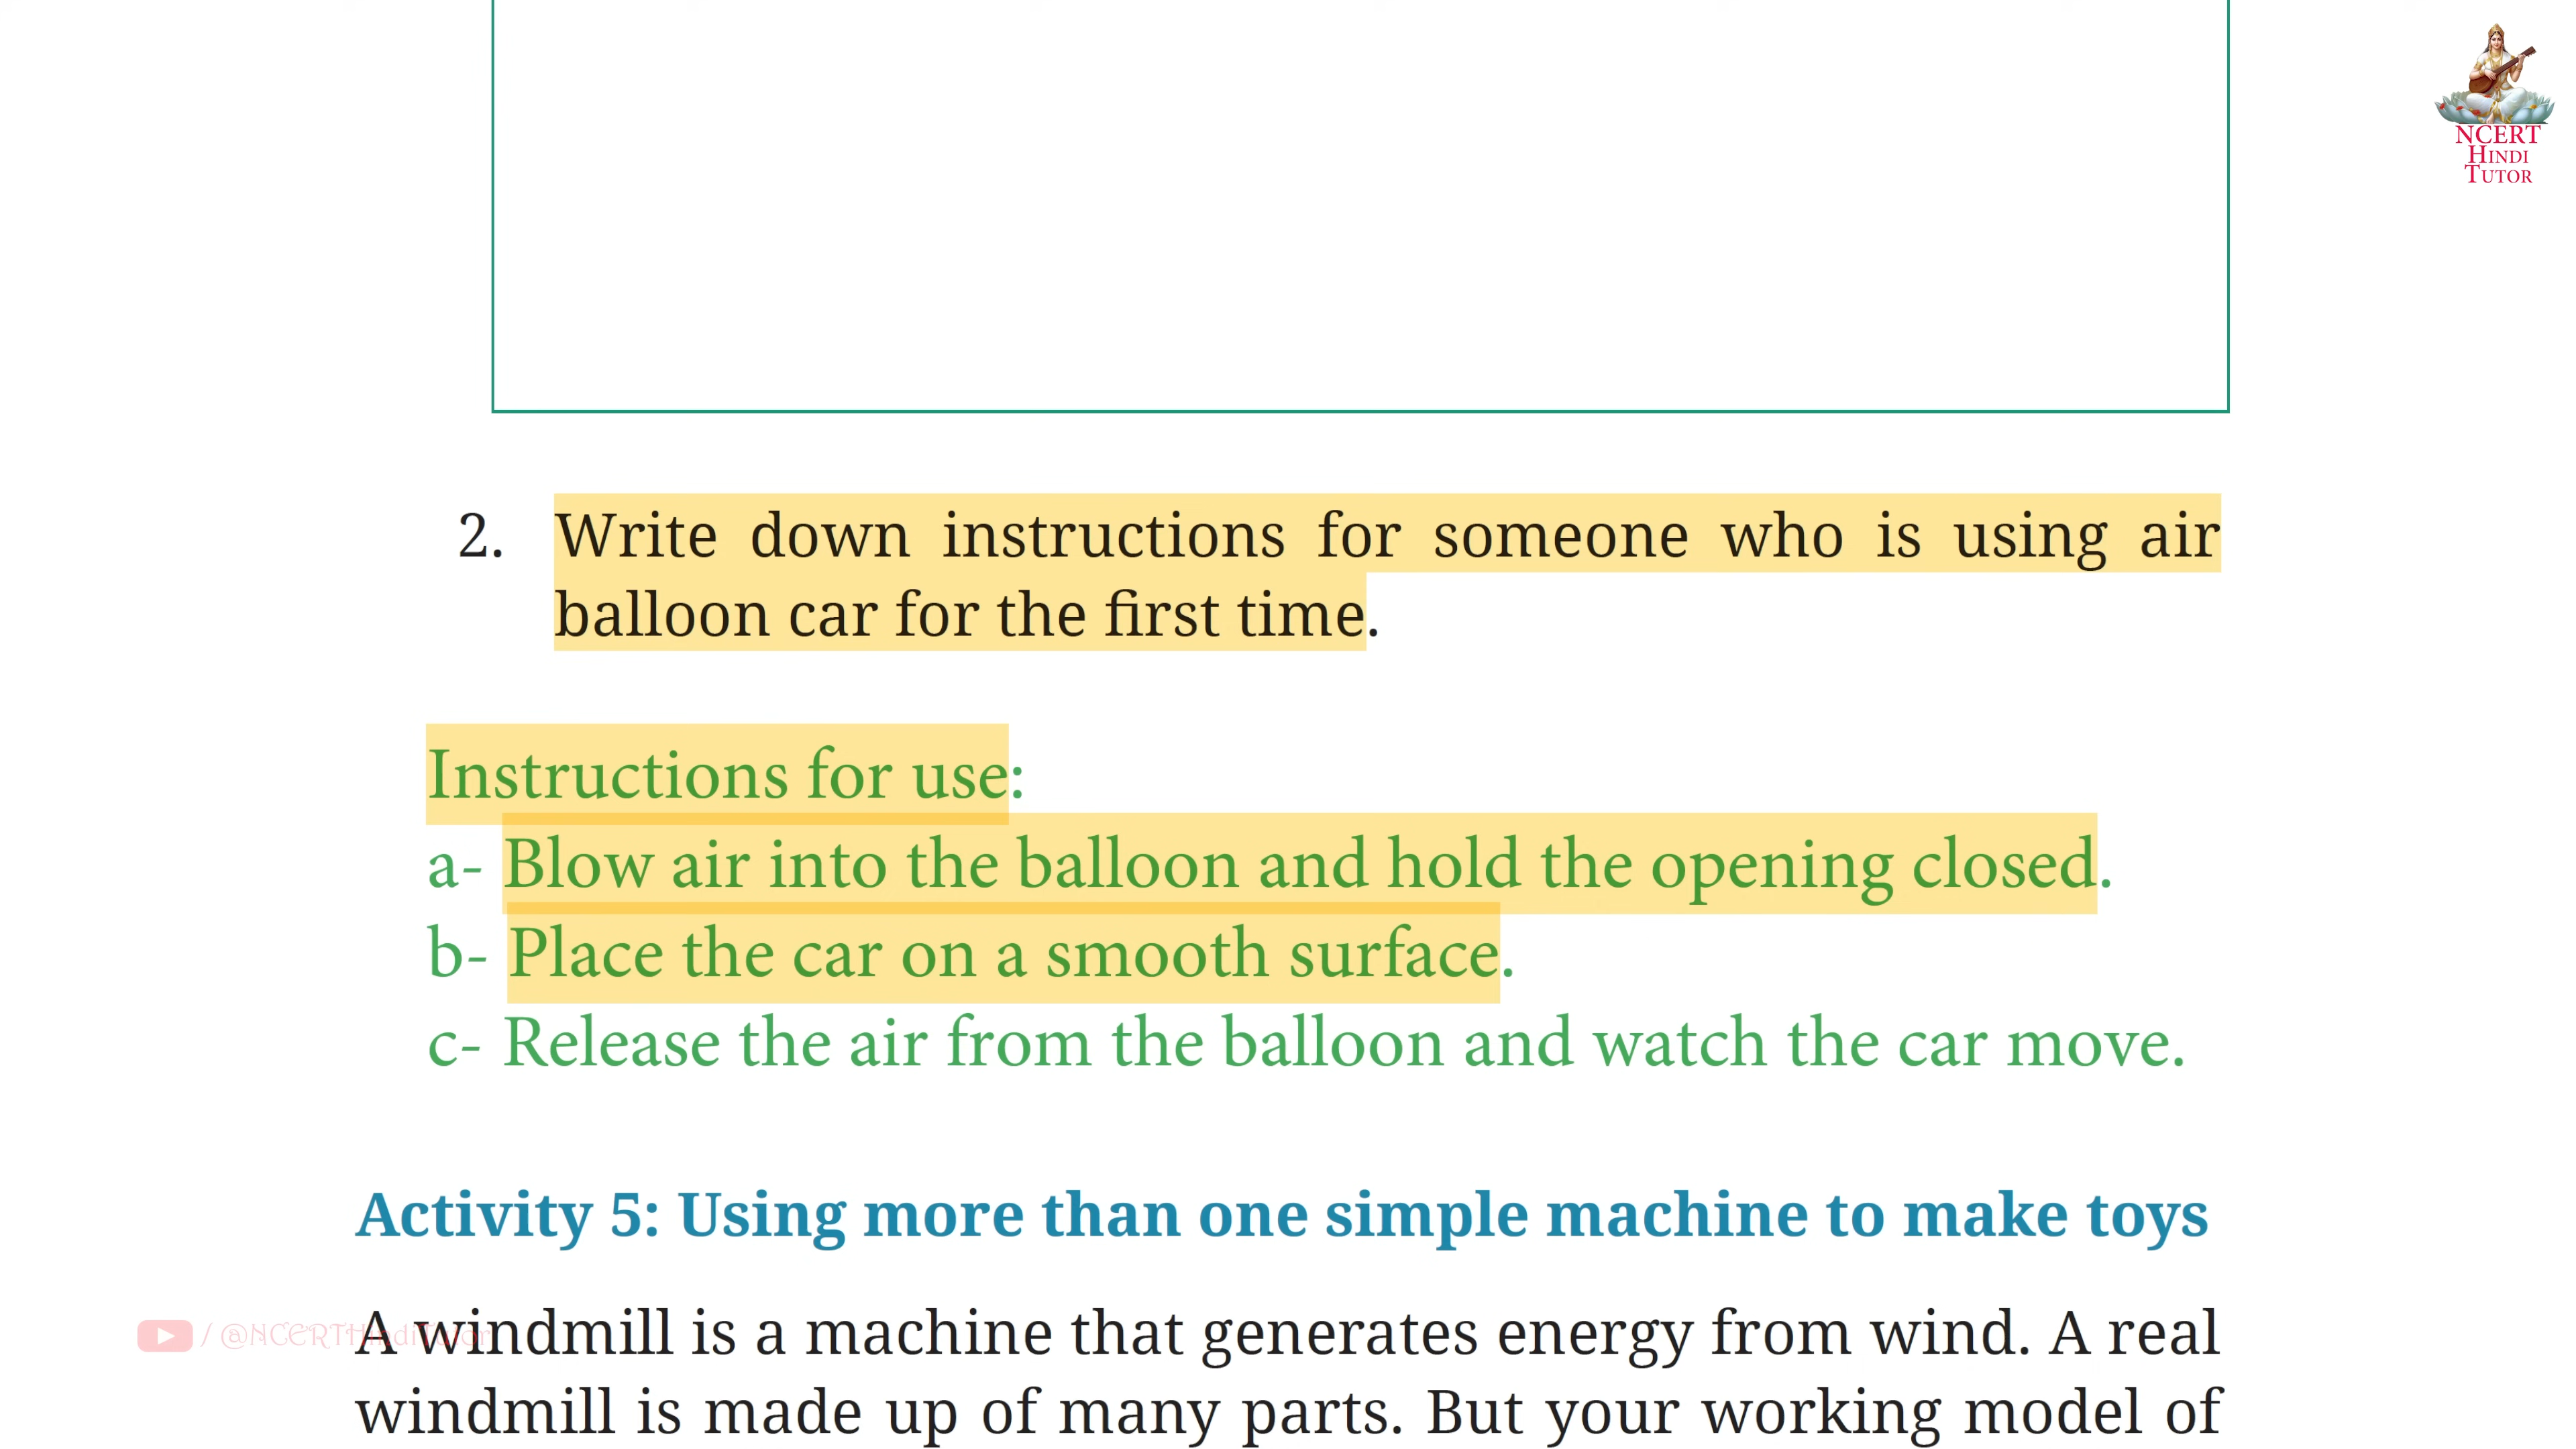 NCERT
HINDI
TUTOR
2. Write down instructions for someone who is using air
balloon car for the first time.
Instructions for use:
a- Blow air into the balloon and hold the opening closed.
b- Place the car on a smooth surface.
c- Release the air from the balloon and watch the car move.
Activity 5: Using more than one simple machine to make toys
/ @NCERTHindiTutor
A windmill is a machine that generates energy from wind. A real
windmill is made up of many parts. But your working model of